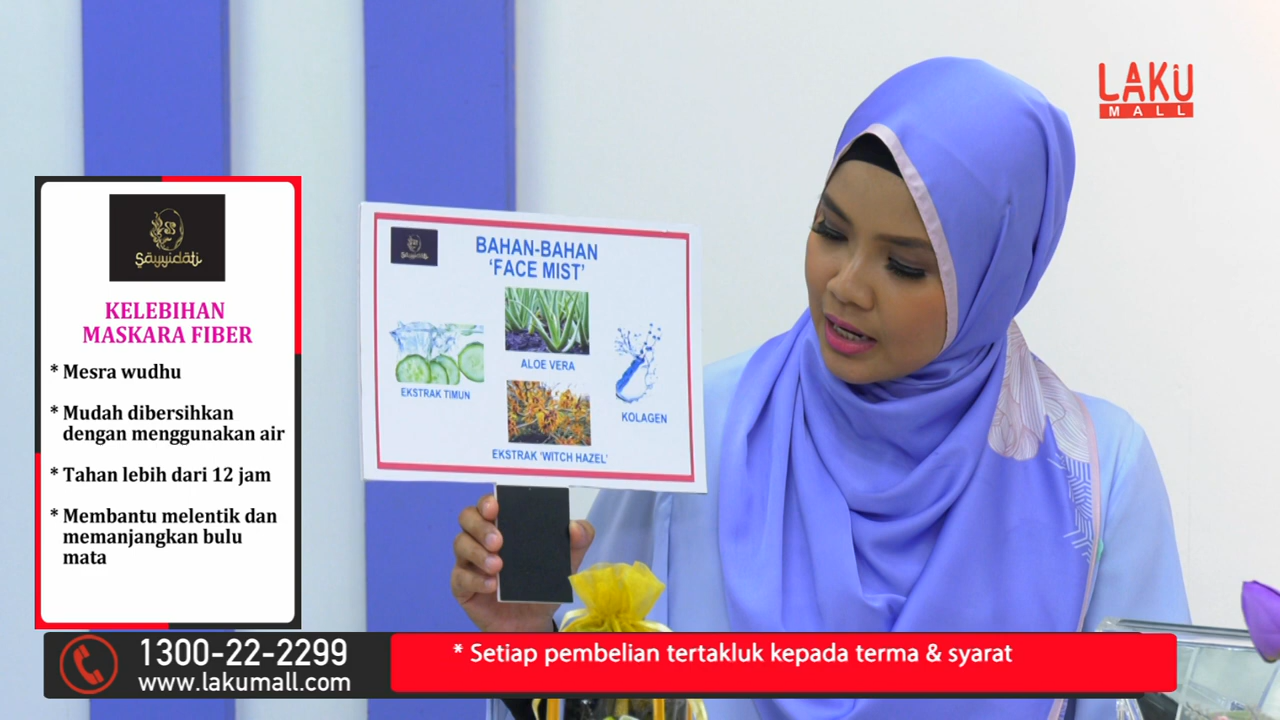 LAKU
MALL
Sayyidati
KELEBIHAN
MASKARA FIBER
* Mesra wudhu
* Mudah dibersihkan
dengan menggunakan air
* Tahan lebih dari 12 jam
* Membantu melentik dan
memanjangkan bulu
mata
Sayyidati
BAHAN-BAHAN
‘FACE MIST’
EKSTRAK TIMUN
ALOE VERA
KOLAGEN
EKSTRAK ‘WITCH HAZEL’
1300-22-2299
www.lakumall.com
* Setiap pembelian tertakluk kepada terma & syarat